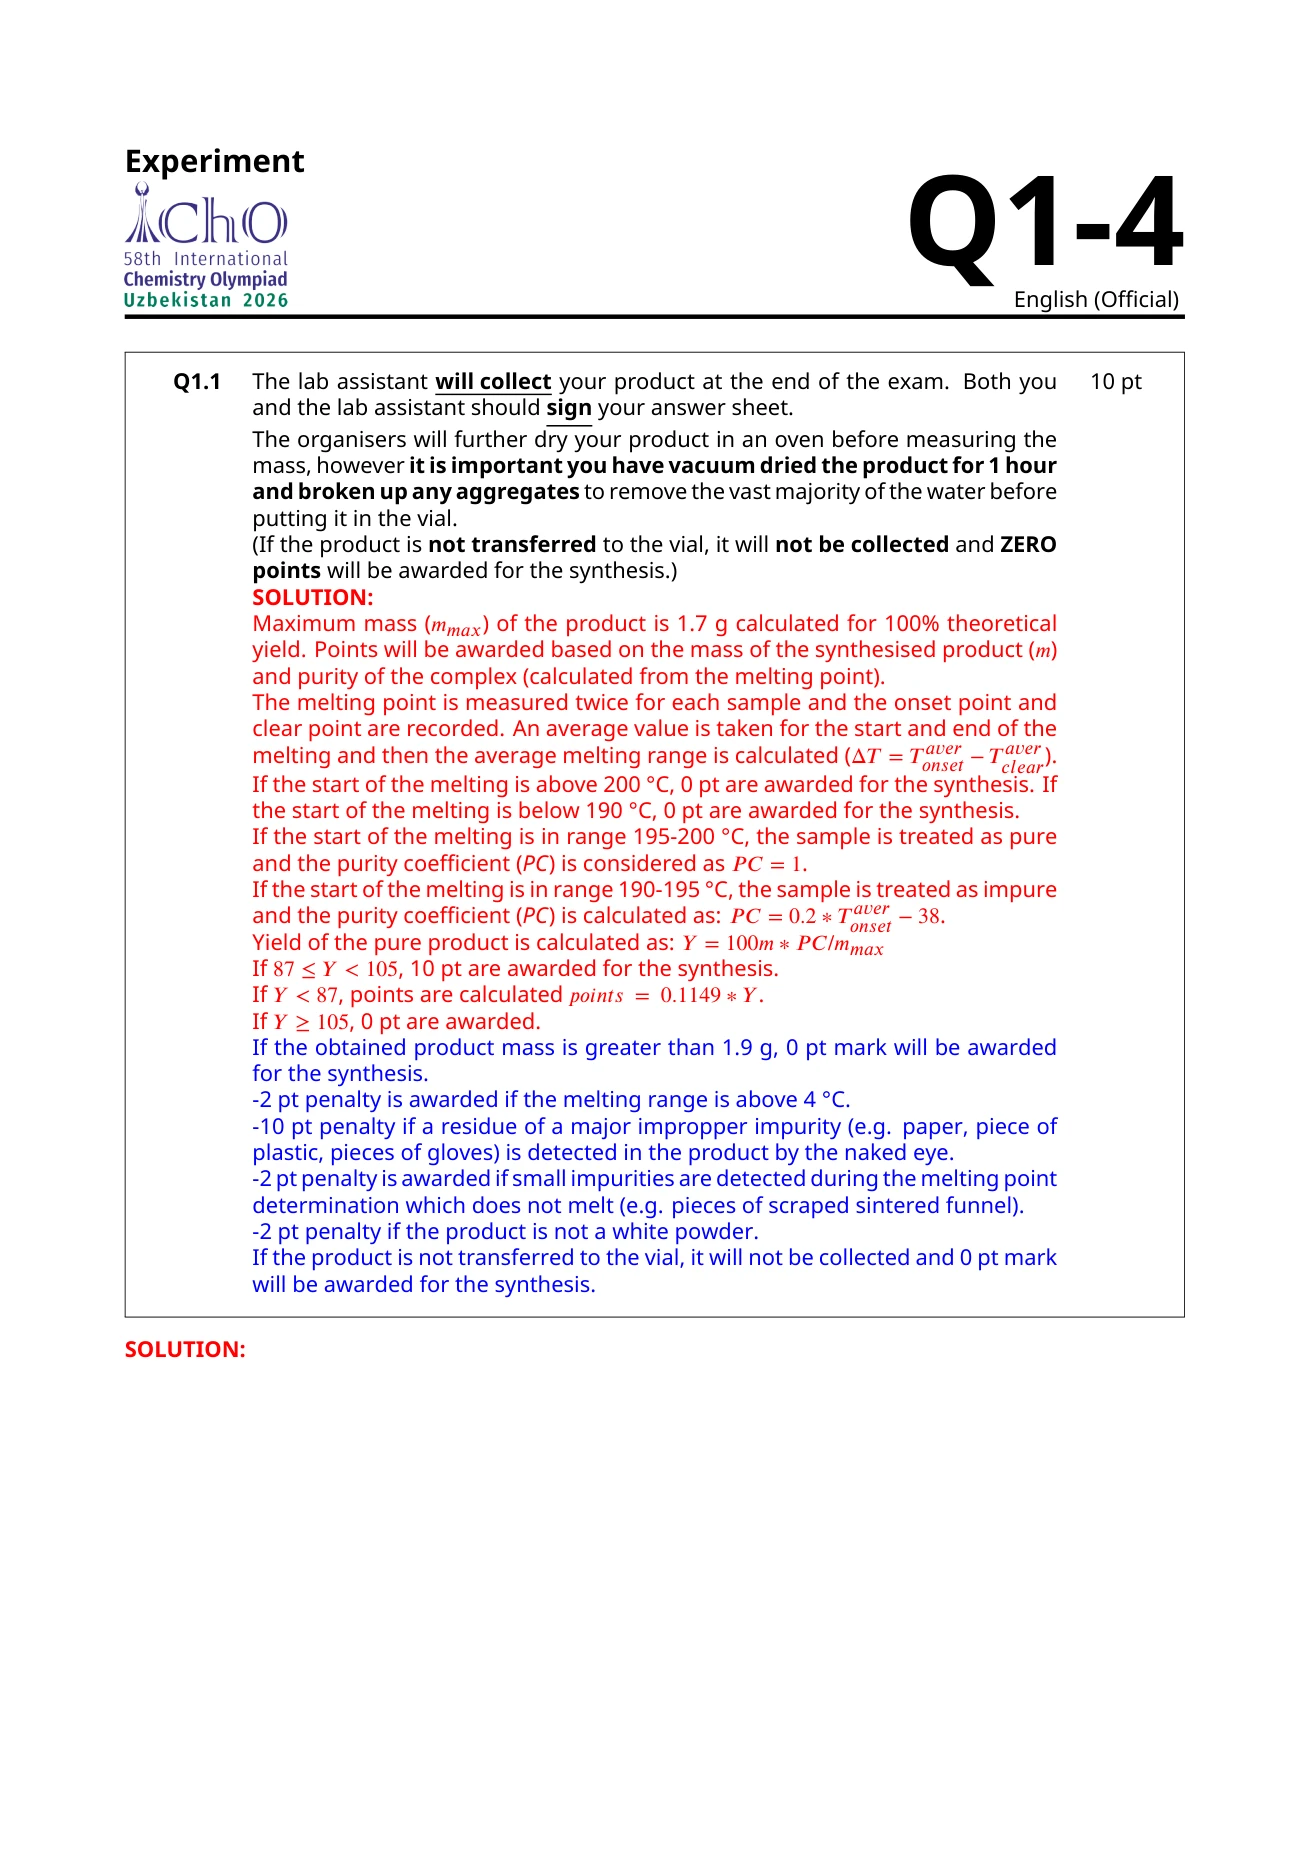 Experiment
IChO
58th International
Chemistry Olympiad
Uzbekistan 2026
Q1-4
English (Official)
Q1.1 The lab assistant will collect your product at the end of the exam. Both you 10 pt
and the lab assistant should sign your answer sheet.
The organisers will further dry your product in an oven before measuring the
mass, however it is important you have vacuum dried the product for 1 hour
and broken up any aggregates to remove the vast majority of the water before
putting it in the vial.
(If the product is not transferred to the vial, it will not be collected and ZERO
points will be awarded for the synthesis.)
SOLUTION:
Maximum mass (m_max) of the product is 1.7 g calculated for 100% theoretical
yield. Points will be awarded based on the mass of the synthesised product (m)
and purity of the complex (calculated from the melting point).
The melting point is measured twice for each sample and the onset point and
clear point are recorded. An average value is taken for the start and end of the
melting and then the average melting range is calculated (ΔT = T_onset^aver − T_clear^aver).
If the start of the melting is above 200 °C, 0 pt are awarded for the synthesis. If
the start of the melting is below 190 °C, 0 pt are awarded for the synthesis.
If the start of the melting is in range 195-200 °C, the sample is treated as pure
and the purity coefficient (PC) is considered as PC = 1.
If the start of the melting is in range 190-195 °C, the sample is treated as impure
and the purity coefficient (PC) is calculated as: PC = 0.2 * T_onset^aver − 38.
Yield of the pure product is calculated as: Y = 100m * PC/m_max
If 87 ≤ Y < 105, 10 pt are awarded for the synthesis.
If Y < 87, points are calculated points = 0.1149 * Y.
If Y ≥ 105, 0 pt are awarded.
If the obtained product mass is greater than 1.9 g, 0 pt mark will be awarded
for the synthesis.
-2 pt penalty is awarded if the melting range is above 4 °C.
-10 pt penalty if a residue of a major improper impurity (e.g. paper, piece of
plastic, pieces of gloves) is detected in the product by the naked eye.
-2 pt penalty is awarded if small impurities are detected during the melting point
determination which does not melt (e.g. pieces of scraped sintered funnel).
-2 pt penalty if the product is not a white powder.
If the product is not transferred to the vial, it will not be collected and 0 pt mark
will be awarded for the synthesis.
SOLUTION: